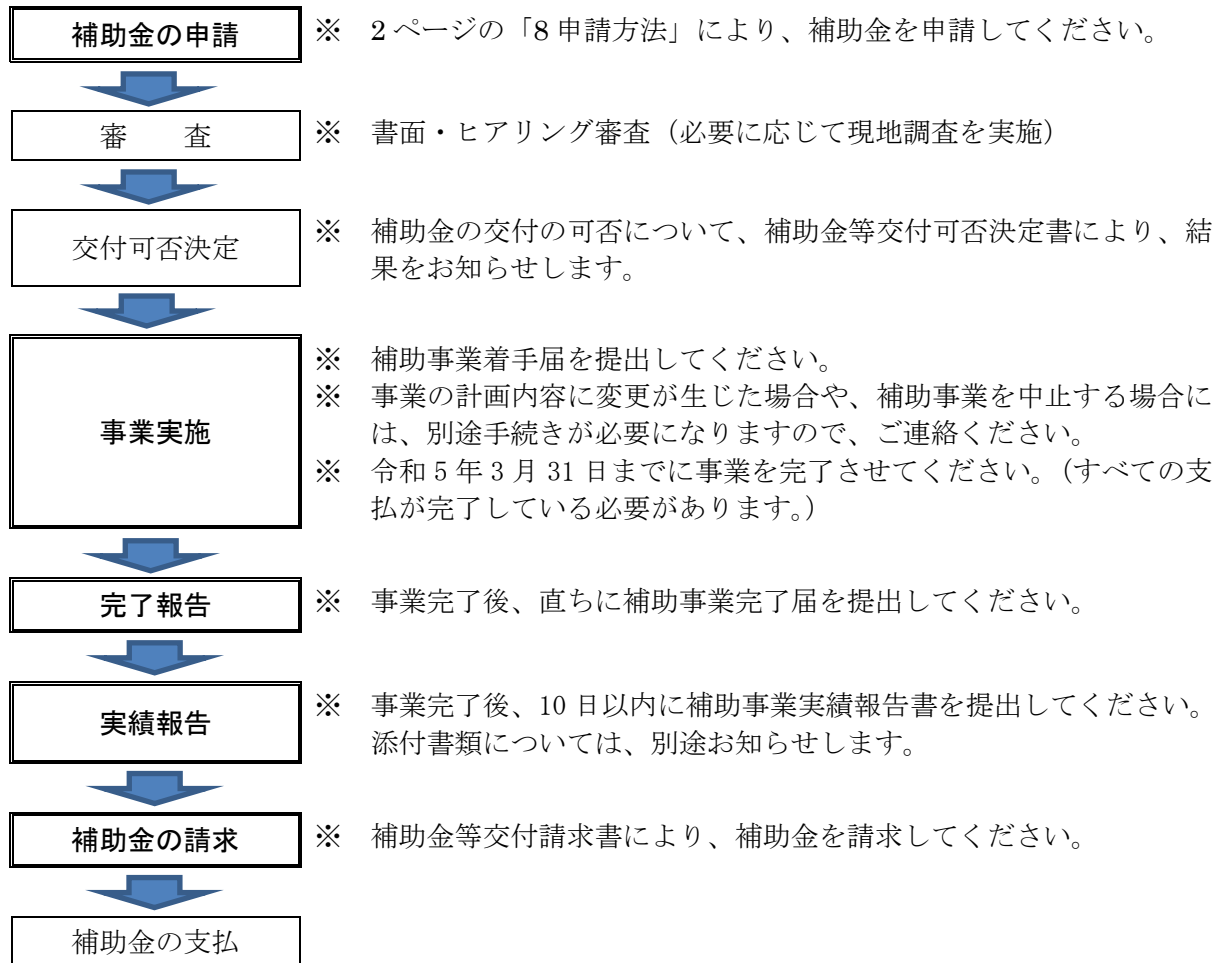 補助金の申請
※ 2ページの「8申請方法」により、補助金を申請してください。
審 査
※ 書面・ヒアリング審査（必要に応じて現地調査を実施）
交付可否決定
※ 補助金の交付の可否について、補助金等交付可否決定書により、結
果をお知らせします。
事業実施
※ 補助事業着手届を提出してください。
※ 事業の計画内容に変更が生じた場合や、補助事業を中止する場合に
は、別途手続きが必要になりますので、ご連絡ください。
※ 令和5年3月31日までに事業を完了させてください。（すべての支
払が完了している必要があります。）
完了報告
※ 事業完了後、直ちに補助事業完了届を提出してください。
実績報告
※ 事業完了後、10日以内に補助事業実績報告書を提出してください。
添付書類については、別途お知らせします。
補助金の請求
※ 補助金等交付請求書により、補助金を請求してください。
補助金の支払